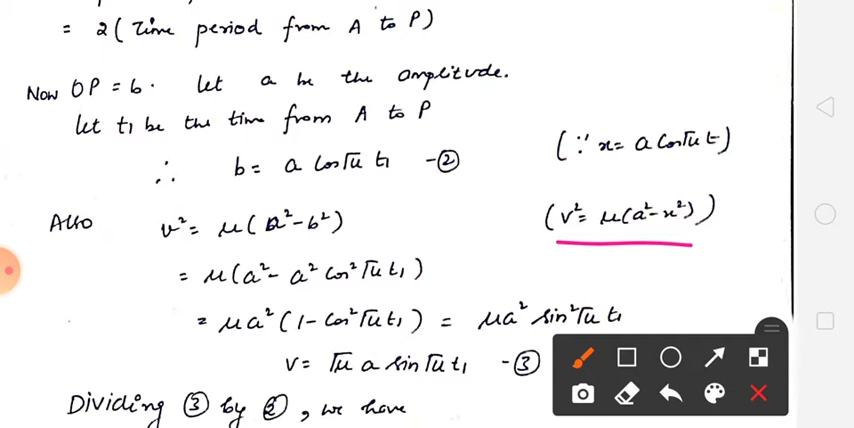 = 2 (Time period from A to P)
Now OP = b. let a be the amplitude.
let t₁ be the time from A to P
∴ b = a cos√μ t₁ -② (∵ x = a cos√μ t)
Also v² = μ(a²-b²) (v² = μ(a²-x²))
= μ(a² - a² cos²√μ t₁)
= μa² (1 - cos²√μ t₁) = μa² sin²√μ t₁
v = √μ a sin√μ t₁ -③
Dividing ③ by ②, we have